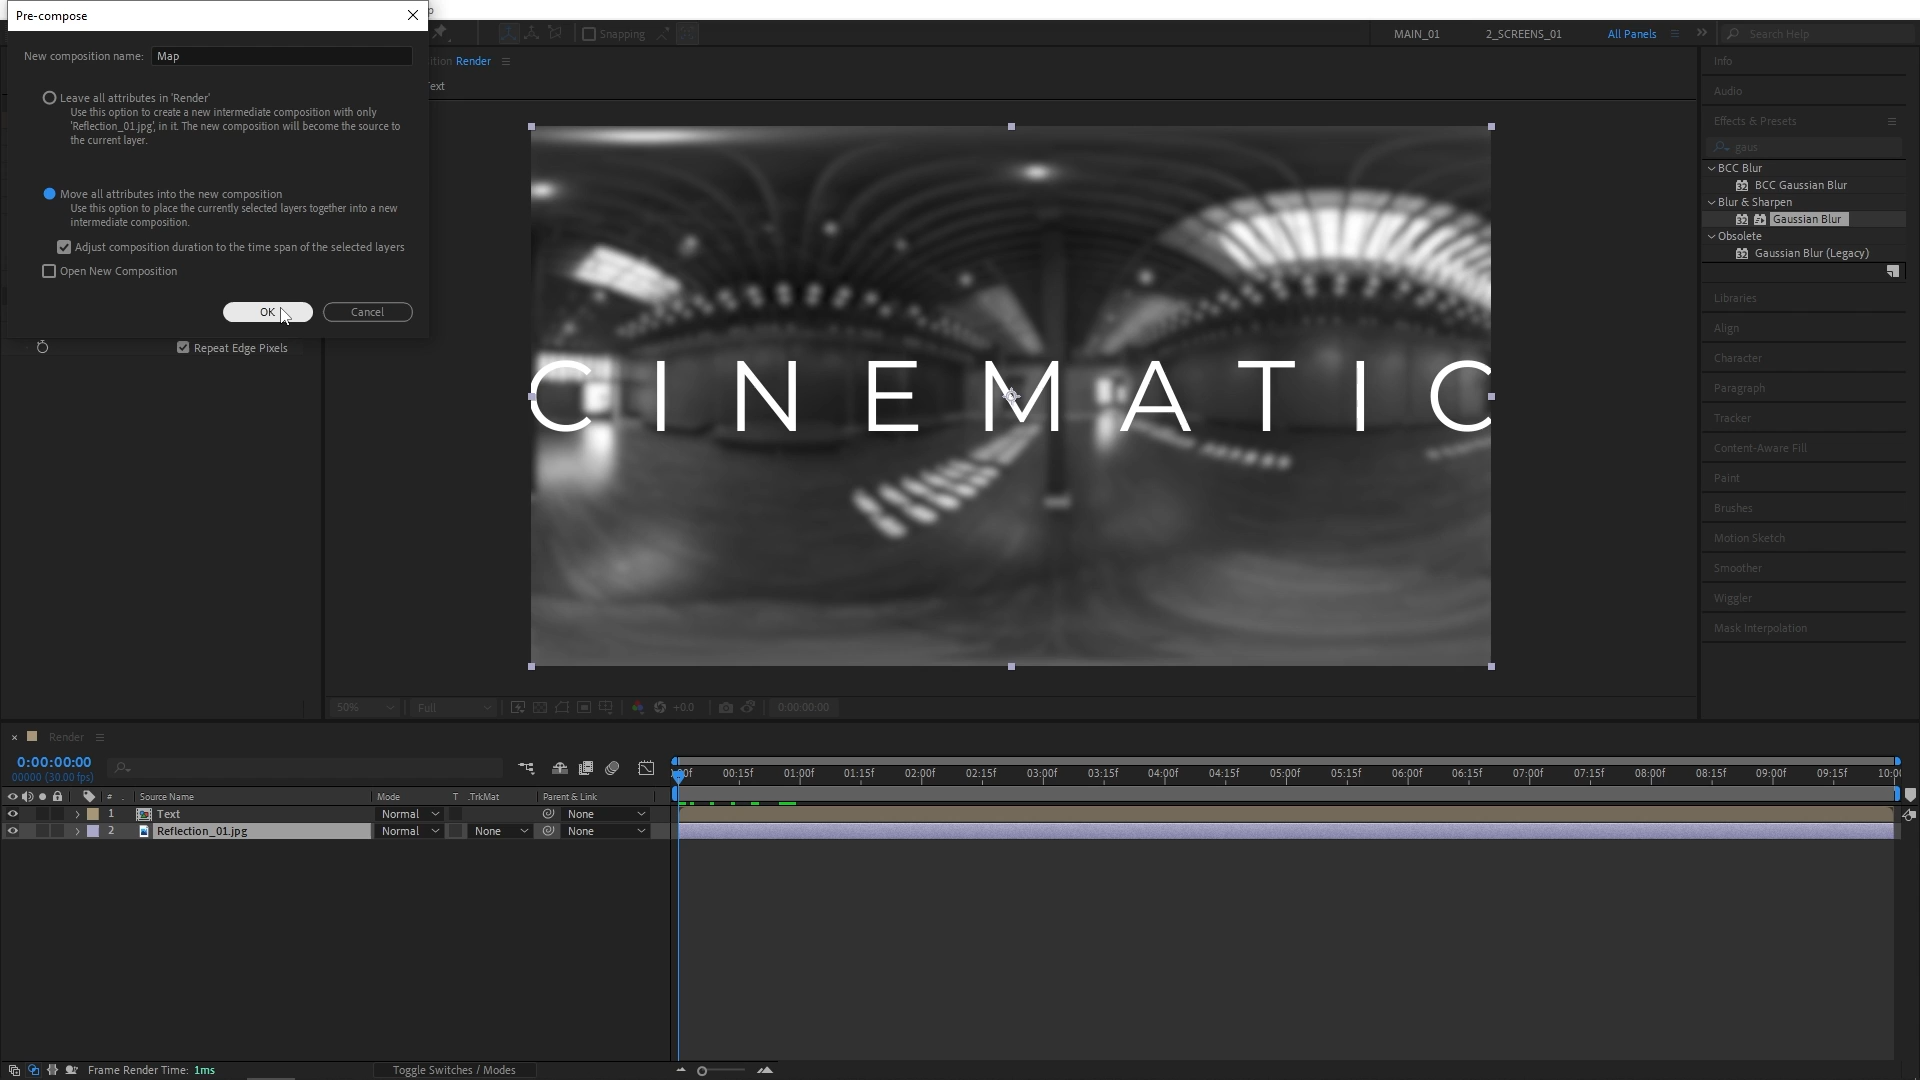 Pre-compose
New composition name: Map
Leave all attributes in 'Render'
Use this option to create a new intermediate composition with only
'Reflection_01.jpg', in it. The new composition will become the source to
the current layer.
Move all attributes into the new composition
Use this option to place the currently selected layers together into a new
intermediate composition.
Adjust composition duration to the time span of the selected layers
Open New Composition
OK
Cancel
Repeat Edge Pixels
Snapping
MAIN_01
2_SCREENS_01
All Panels
Search Help
ition Render
ext
CINEMATIC
50%
Full
+0.0
0:00:00:00
Info
Audio
Effects & Presets
gaus
BCC Blur
32 BCC Gaussian Blur
Blur & Sharpen
32 Gaussian Blur
Obsolete
32 Gaussian Blur (Legacy)
Libraries
Align
Character
Paragraph
Tracker
Content-Aware Fill
Paint
Brushes
Motion Sketch
Smoother
Wiggler
Mask Interpolation
Render
0:00:00:00
00000 (30.00 fps)
:00f 00:15f 01:00f 01:15f 02:00f 02:15f 03:00f 03:15f 04:00f 04:15f 05:00f 05:15f 06:00f 06:15f 07:00f 07:15f 08:00f 08:15f 09:00f 09:15f 10:00
# Source Name Mode T .TrkMat Parent & Link
1 Text Normal None
2 Reflection_01.jpg Normal None None
Frame Render Time: 1ms
Toggle Switches / Modes